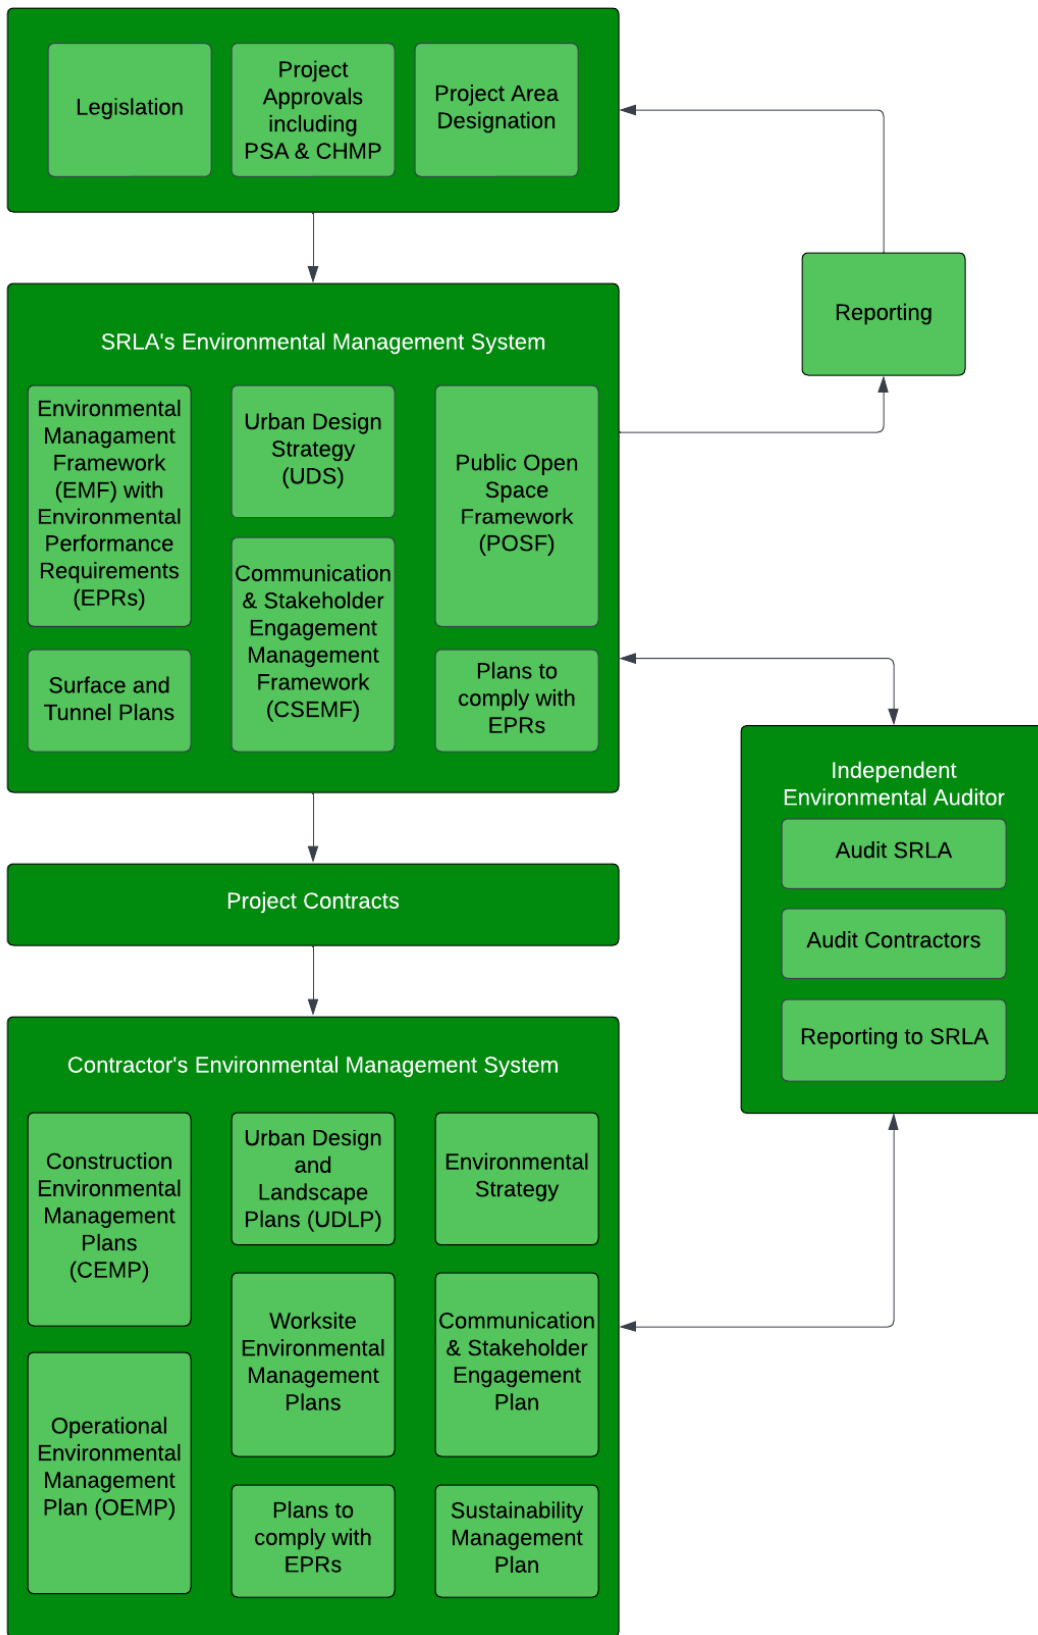 Legislation
Project
Approvals
including
PSA & CHMP
Project Area
Designation
Reporting
SRLA's Environmental Management System
Environmental
Managament
Framework
(EMF) with
Environmental
Performance
Requirements
(EPRs)
Urban Design
Strategy
(UDS)
Public Open
Space
Framework
(POSF)
Communication
& Stakeholder
Engagement
Management
Framework
(CSEMF)
Surface and
Tunnel Plans
Plans to
comply with
EPRs
Independent
Environmental Auditor
Audit SRLA
Audit Contractors
Reporting to SRLA
Project Contracts
Contractor's Environmental Management System
Construction
Environmental
Management
Plans
(CEMP)
Urban Design
and
Landscape
Plans (UDLP)
Environmental
Strategy
Worksite
Environmental
Management
Plans
Communication
& Stakeholder
Engagement
Plan
Operational
Environmental
Management
Plan (OEMP)
Plans to
comply with
EPRs
Sustainability
Management
Plan